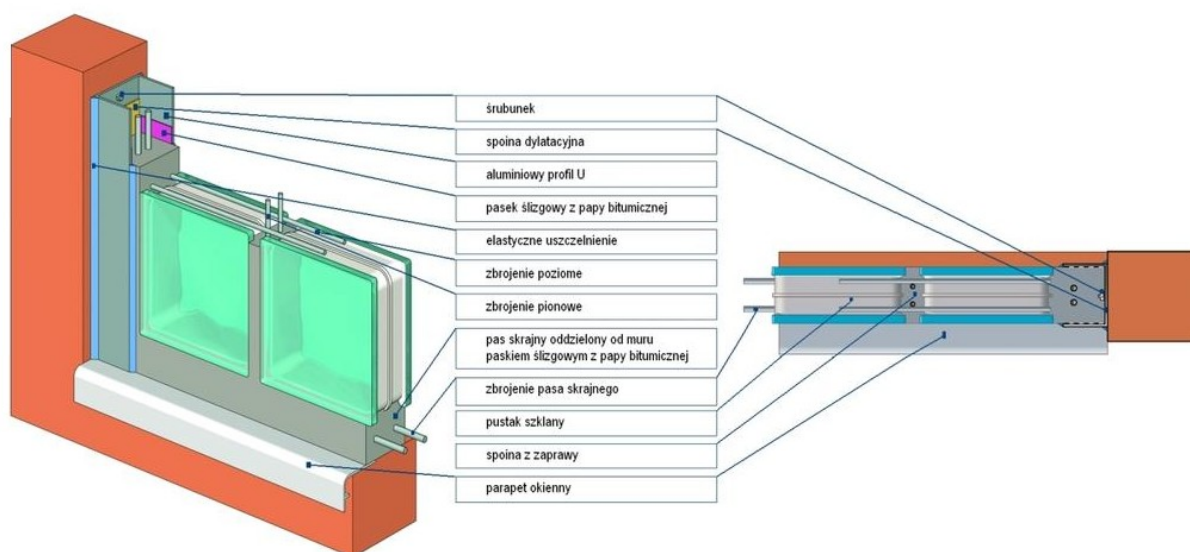 śrubunek
spoina dylatacyjna
aluminiowy profil U
pasek ślizgowy z papy bitumicznej
elastyczne uszczelnienie
zbrojenie poziome
zbrojenie pionowe
pas skrajny oddzielony od muru
paskiem ślizgowym z papy bitumicznej
zbrojenie pasa skrajnego
pustak szklany
spoina z zaprawy
parapet okienny